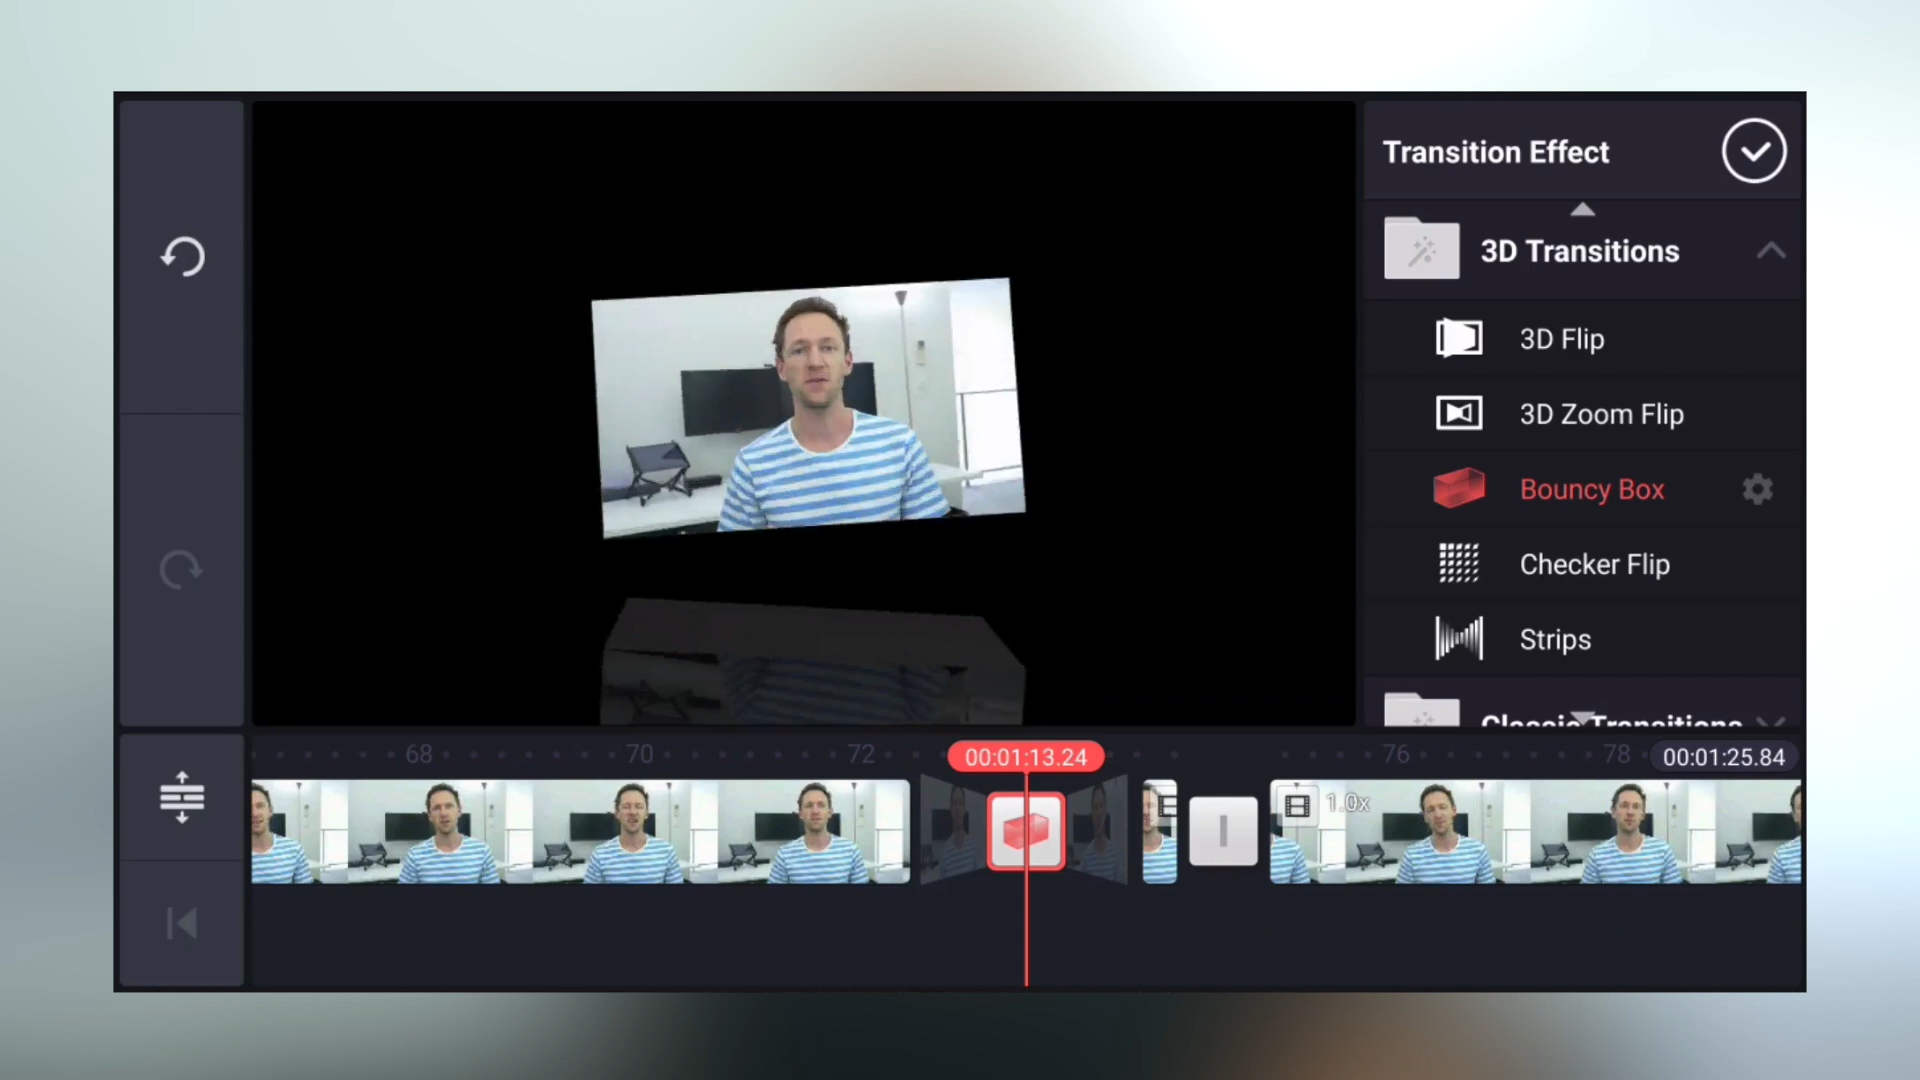 Transition Effect
3D Transitions
3D Flip
3D Zoom Flip
Bouncy Box
Checker Flip
Strips
Classic Transitions
68 70 72 00:01:13.24 76 78 00:01:25.84
1.0x